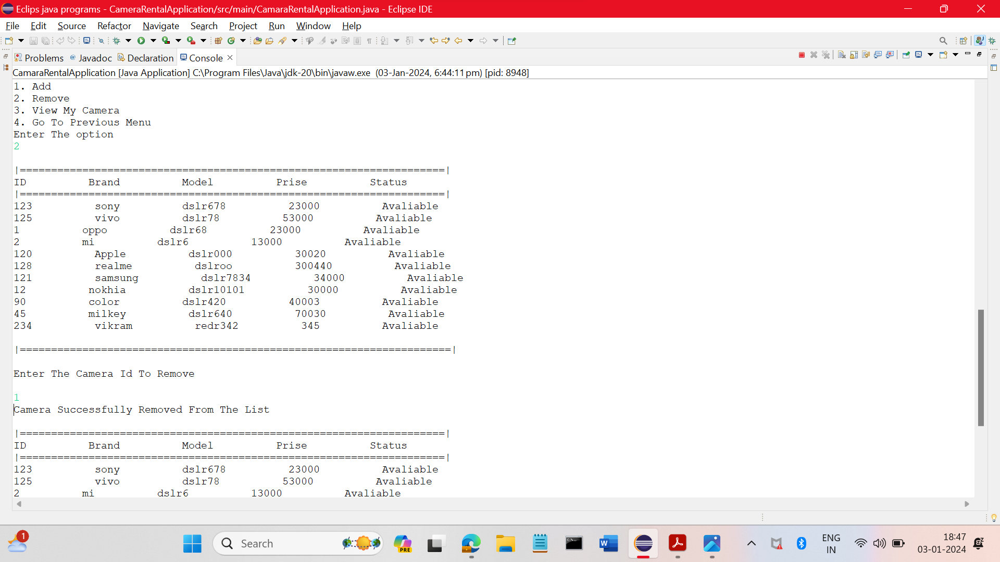 Eclips java programs - CameraRentalApplication/src/main/CamaraRentalApplication.java - Eclipse IDE
File Edit Source Refactor Navigate Search Project Run Window Help
Problems @ Javadoc Declaration Console
CamaraRentalApplication [Java Application] C:\Program Files\Java\jdk-20\bin\javaw.exe (03-Jan-2024, 6:44:11 pm) [pid: 8948]
1. Add
2. Remove
3. View My Camera
4. Go To Previous Menu
Enter The option
2
|====================================================================|
ID Brand Model Prise Status
|====================================================================|
123 sony dslr678 23000 Avaliable
125 vivo dslr78 53000 Avaliable
1 oppo dslr68 23000 Avaliable
2 mi dslr6 13000 Avaliable
120 Apple dslr000 30020 Avaliable
128 realme dslroo 300440 Avaliable
121 samsung dslr7834 34000 Avaliable
12 nokhia dslr10101 30000 Avaliable
90 color dslr420 40003 Avaliable
45 milkey dslr640 70030 Avaliable
234 vikram redr342 345 Avaliable
|=====================================================================|
Enter The Camera Id To Remove
1
Camera Successfully Removed From The List
|====================================================================|
ID Brand Model Prise Status
|====================================================================|
123 sony dslr678 23000 Avaliable
125 vivo dslr78 53000 Avaliable
2 mi dslr6 13000 Avaliable
1 Search PRE ENG 18:47
IN 03-01-2024